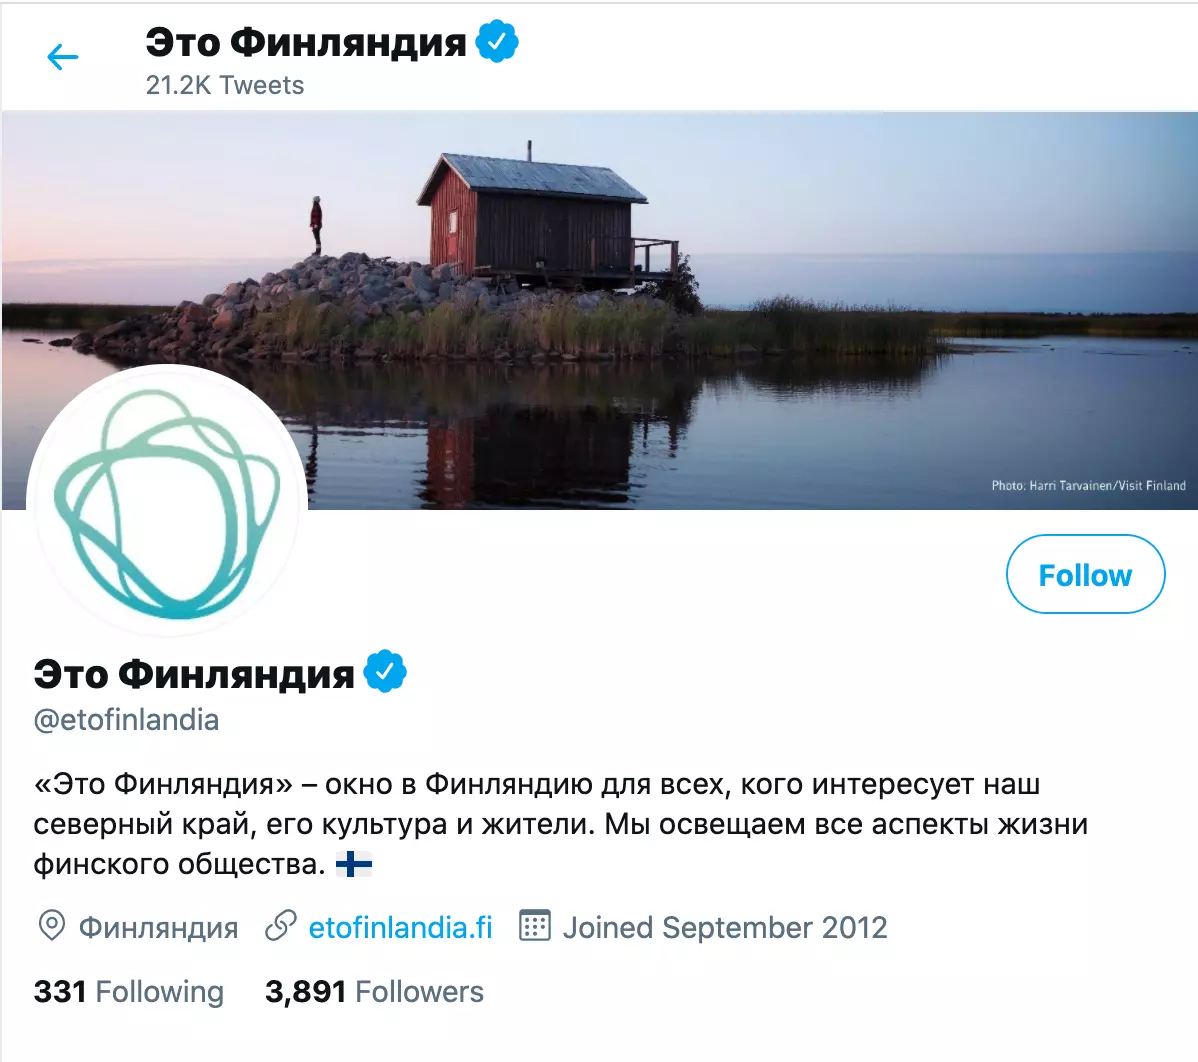 Это Финляндия
21.2K Tweets
Photo: Harri Tarvainen/Visit Finland
Follow
Это Финляндия
@etofinlandia
«Это Финляндия» – окно в Финляндию для всех, кого интересует наш
северный край, его культура и жители. Мы освещаем все аспекты жизни
финского общества.
Финляндия etofinlandia.fi Joined September 2012
331 Following 3,891 Followers